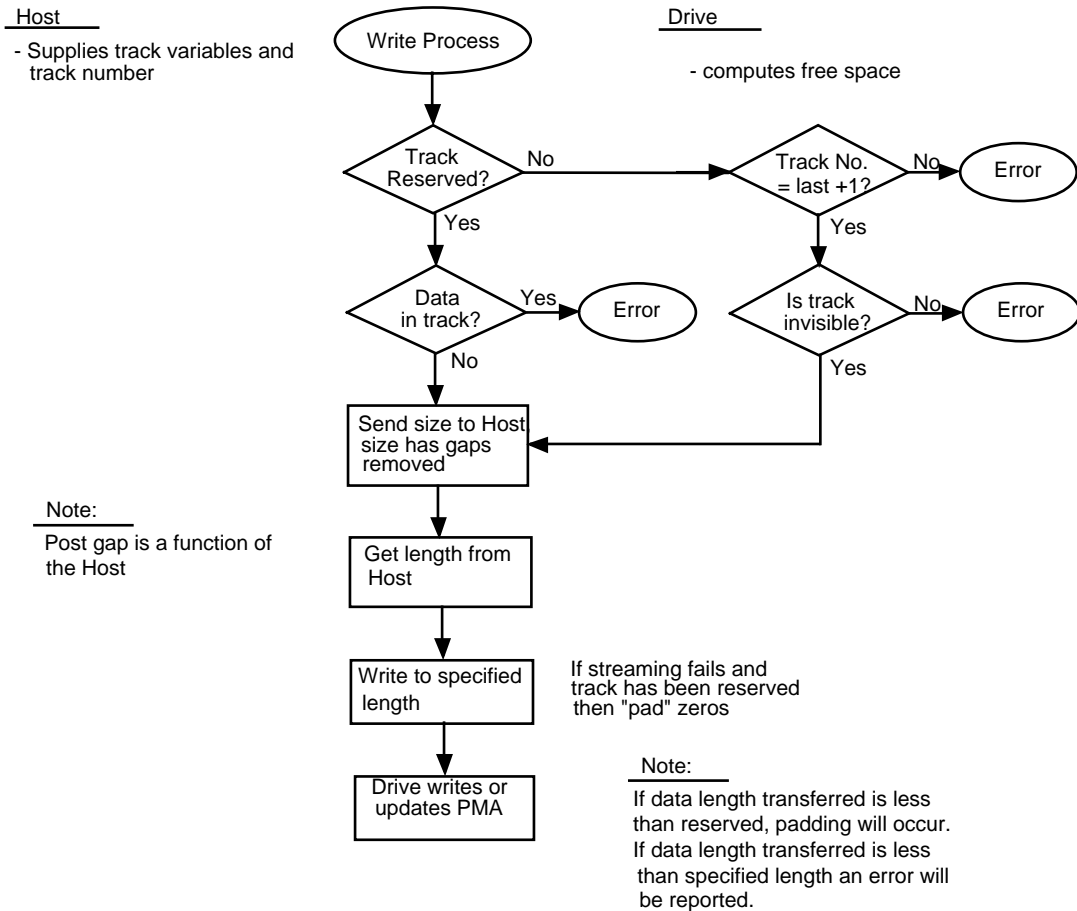 Host
- Supplies track variables and
track number
Write Process
Drive
- computes free space
Track
Reserved?
No
Track No.
= last +1?
No
Error
Yes
Yes
Data
in track?
Yes
Error
Is track
invisible?
No
Error
No
Yes
Send size to Host,
size has gaps
removed
Note:
Post gap is a function of
the Host
Get length from
Host
Write to specified
length
If streaming fails and
track has been reserved
then "pad" zeros
Drive writes or
updates PMA
Note:
If data length transferred is less
than reserved, padding will occur.
If data length transferred is less
than specified length an error will
be reported.